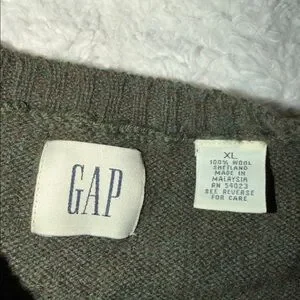 GAP
XL
100% WOOL
SHETLAND
MADE IN
MALAYSIA
RN 54023
SEE REVERSE
FOR CARE